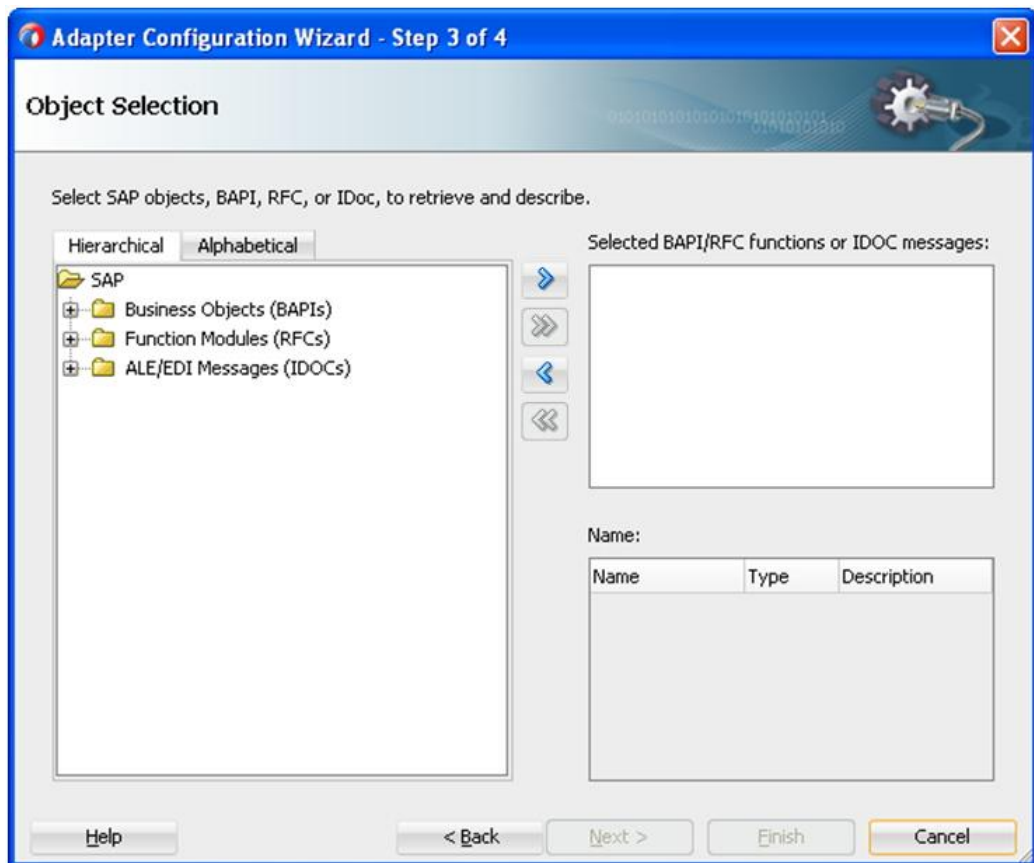 Adapter Configuration Wizard - Step 3 of 4
Object Selection
Select SAP objects, BAPI, RFC, or IDoc, to retrieve and describe.
Hierarchical Alphabetical
SAP
Business Objects (BAPIs)
Function Modules (RFCs)
ALE/EDI Messages (IDOCs)
Selected BAPI/RFC functions or IDOC messages:
Name:
Name Type Description
Help < Back Next > Finish Cancel